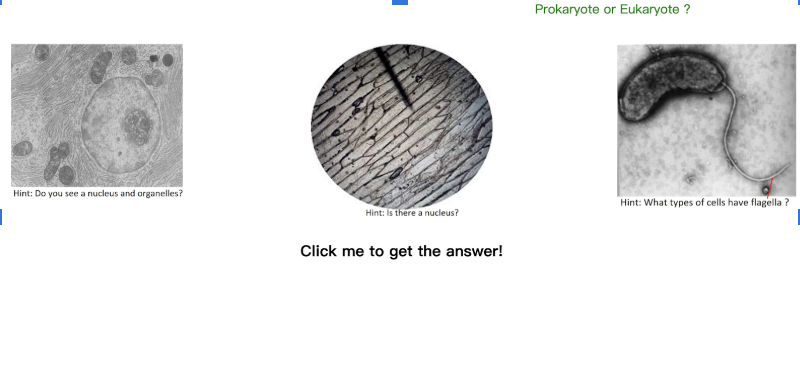 Prokaryote or Eukaryote ?
Hint: Do you see a nucleus and organelles?
Hint: Is there a nucleus?
Hint: What types of cells have flagella ?
Click me to get the answer!